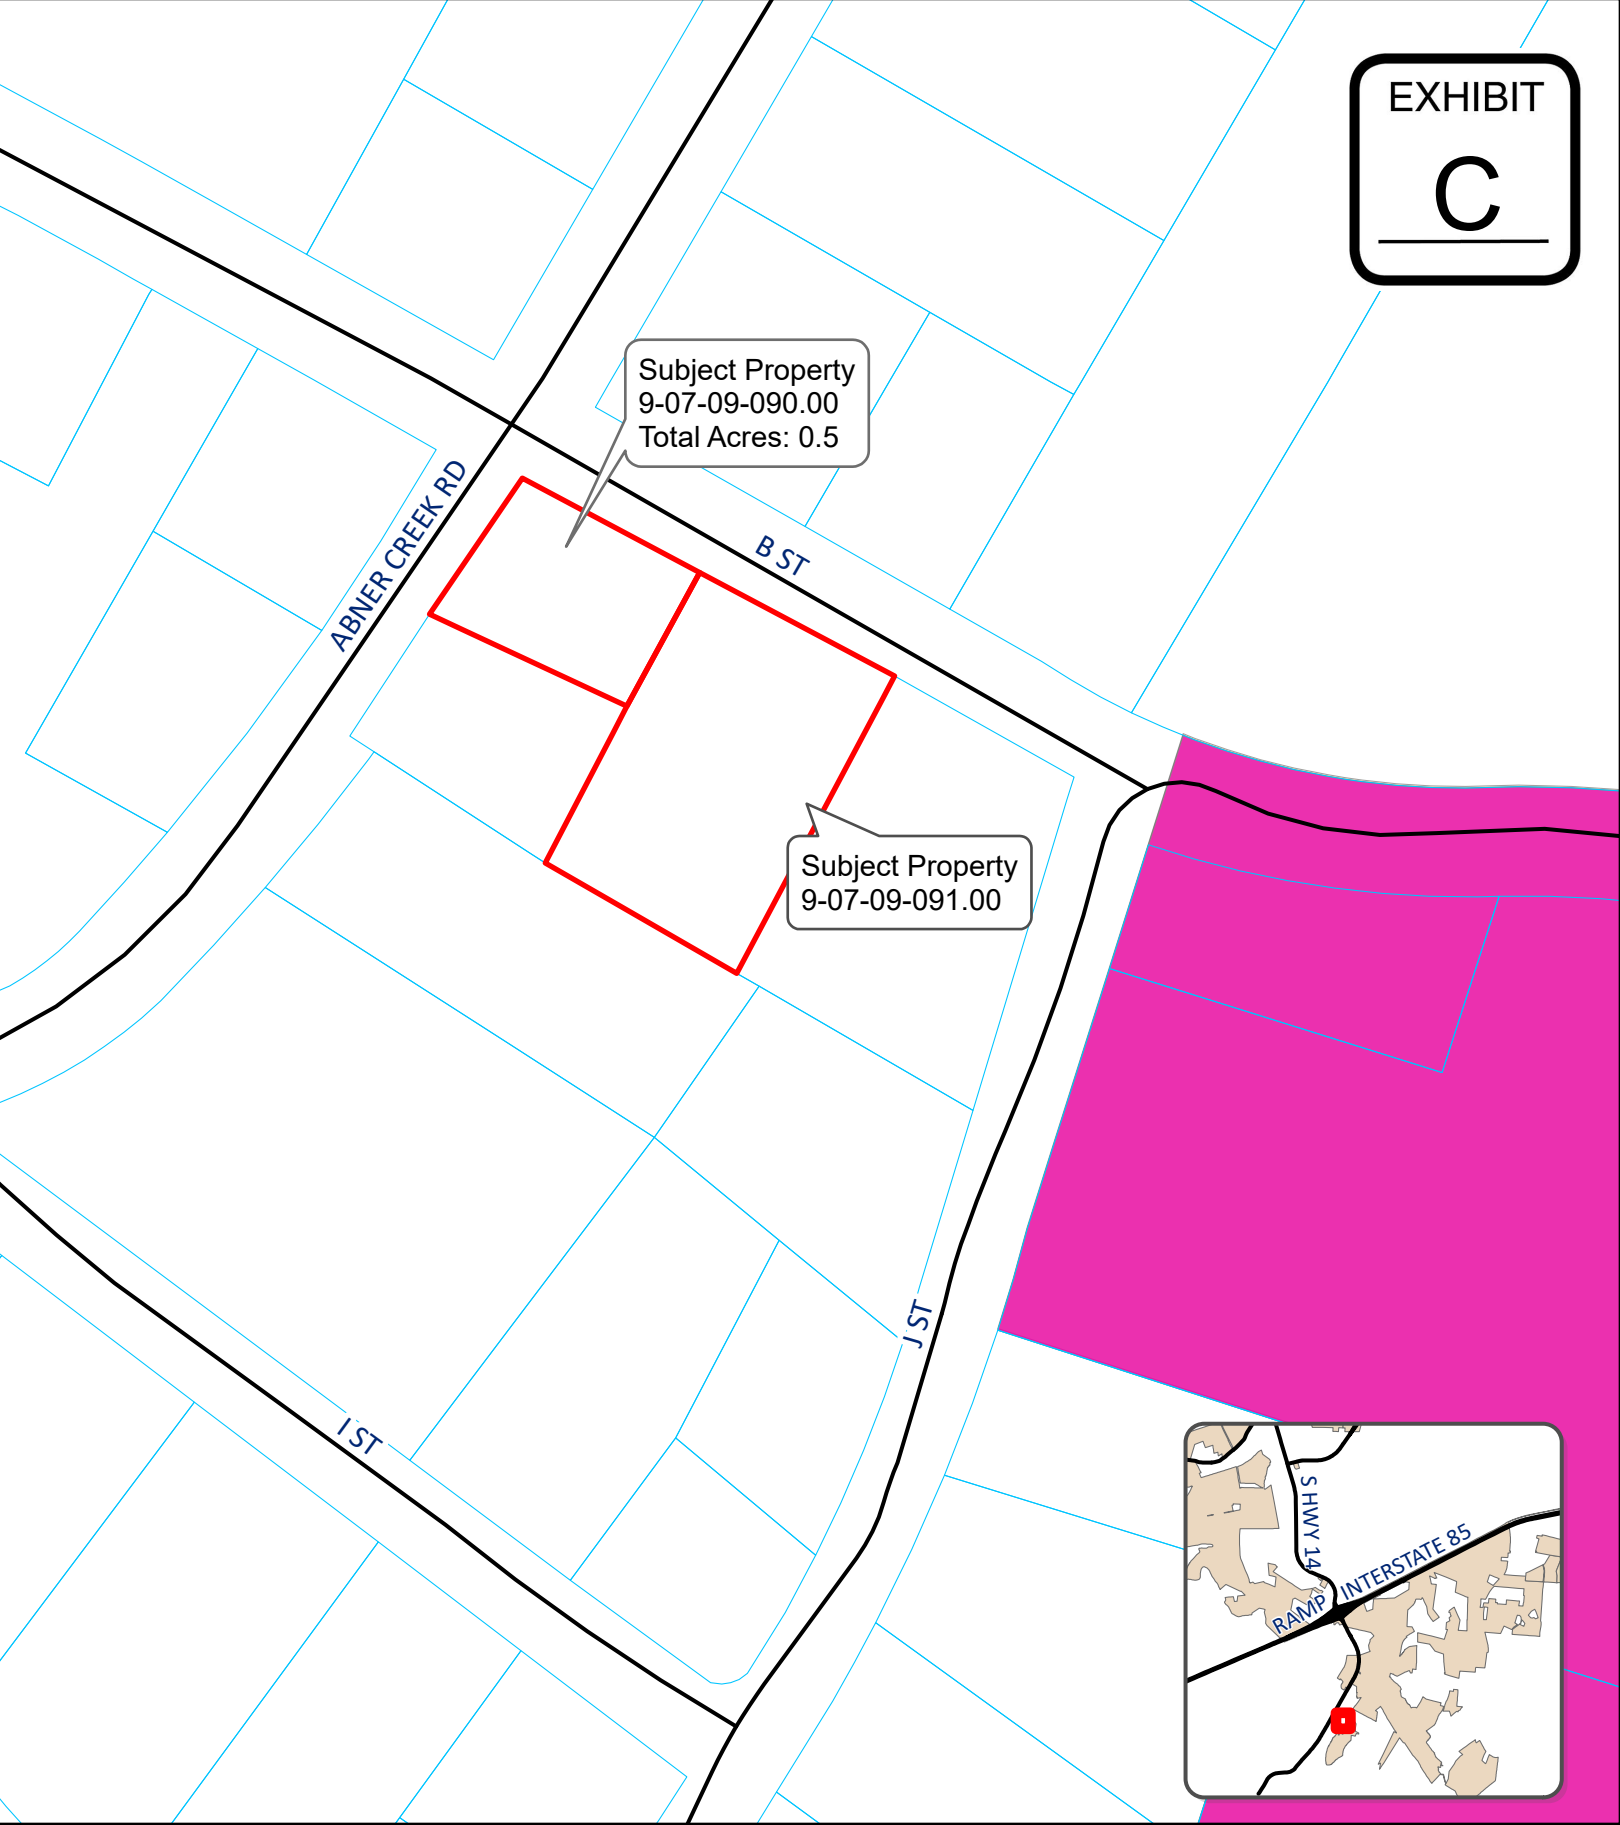 EXHIBIT
C
Subject Property
9-07-09-090.00
Total Acres: 0.5
ABNER CREEK RD
B ST
Subject Property
9-07-09-091.00
J ST
I ST
S HWY 14
INTERSTATE 85
RAMP